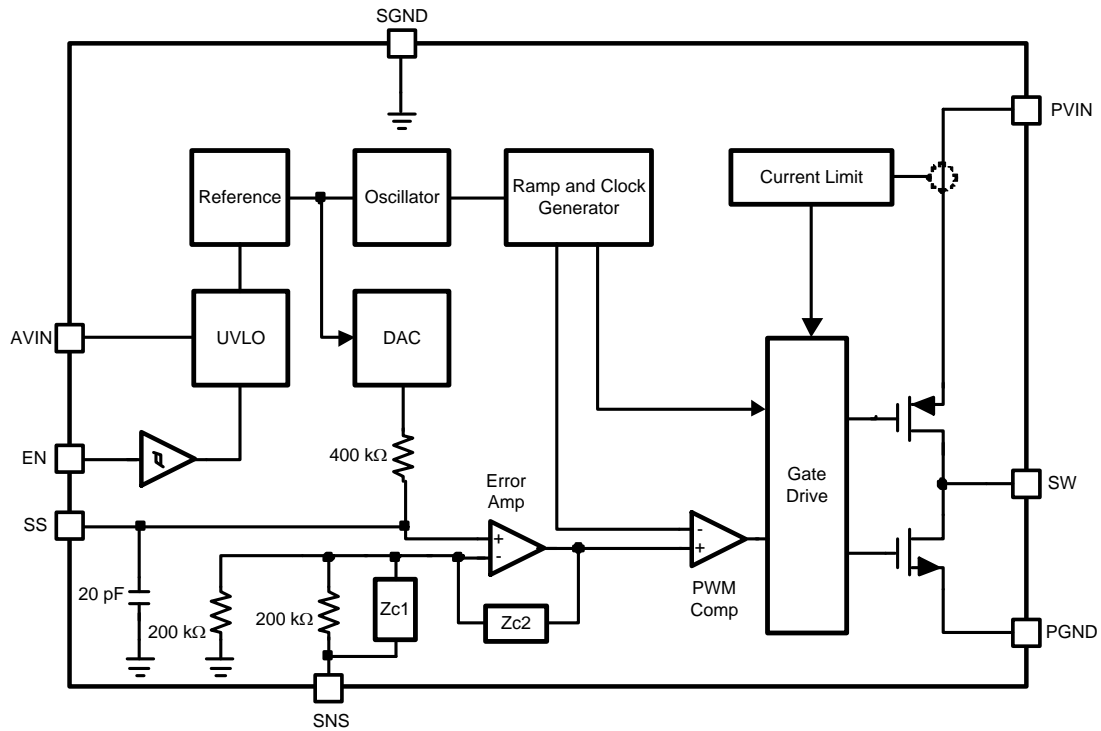 SGND
PVIN
Reference
Oscillator
Ramp and Clock
Generator
Current Limit
AVIN
UVLO
DAC
EN
400 kΩ
Error
Amp
Gate
Drive
SW
SS
+
-
-
+
20 pF
200 kΩ
200 kΩ
Zc1
Zc2
PWM
Comp
PGND
SNS